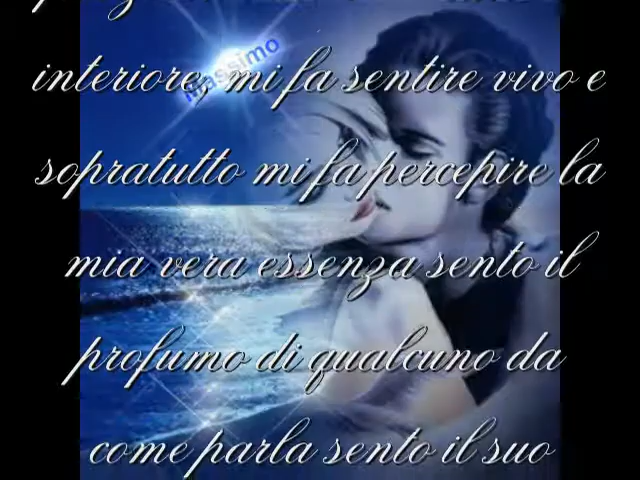 interiore, mi fa sentire vivo e
massimo
sopratutto mi fa percepire la
mia vera essenza sento il
profumo di qualcuno da
come parla sento il suo